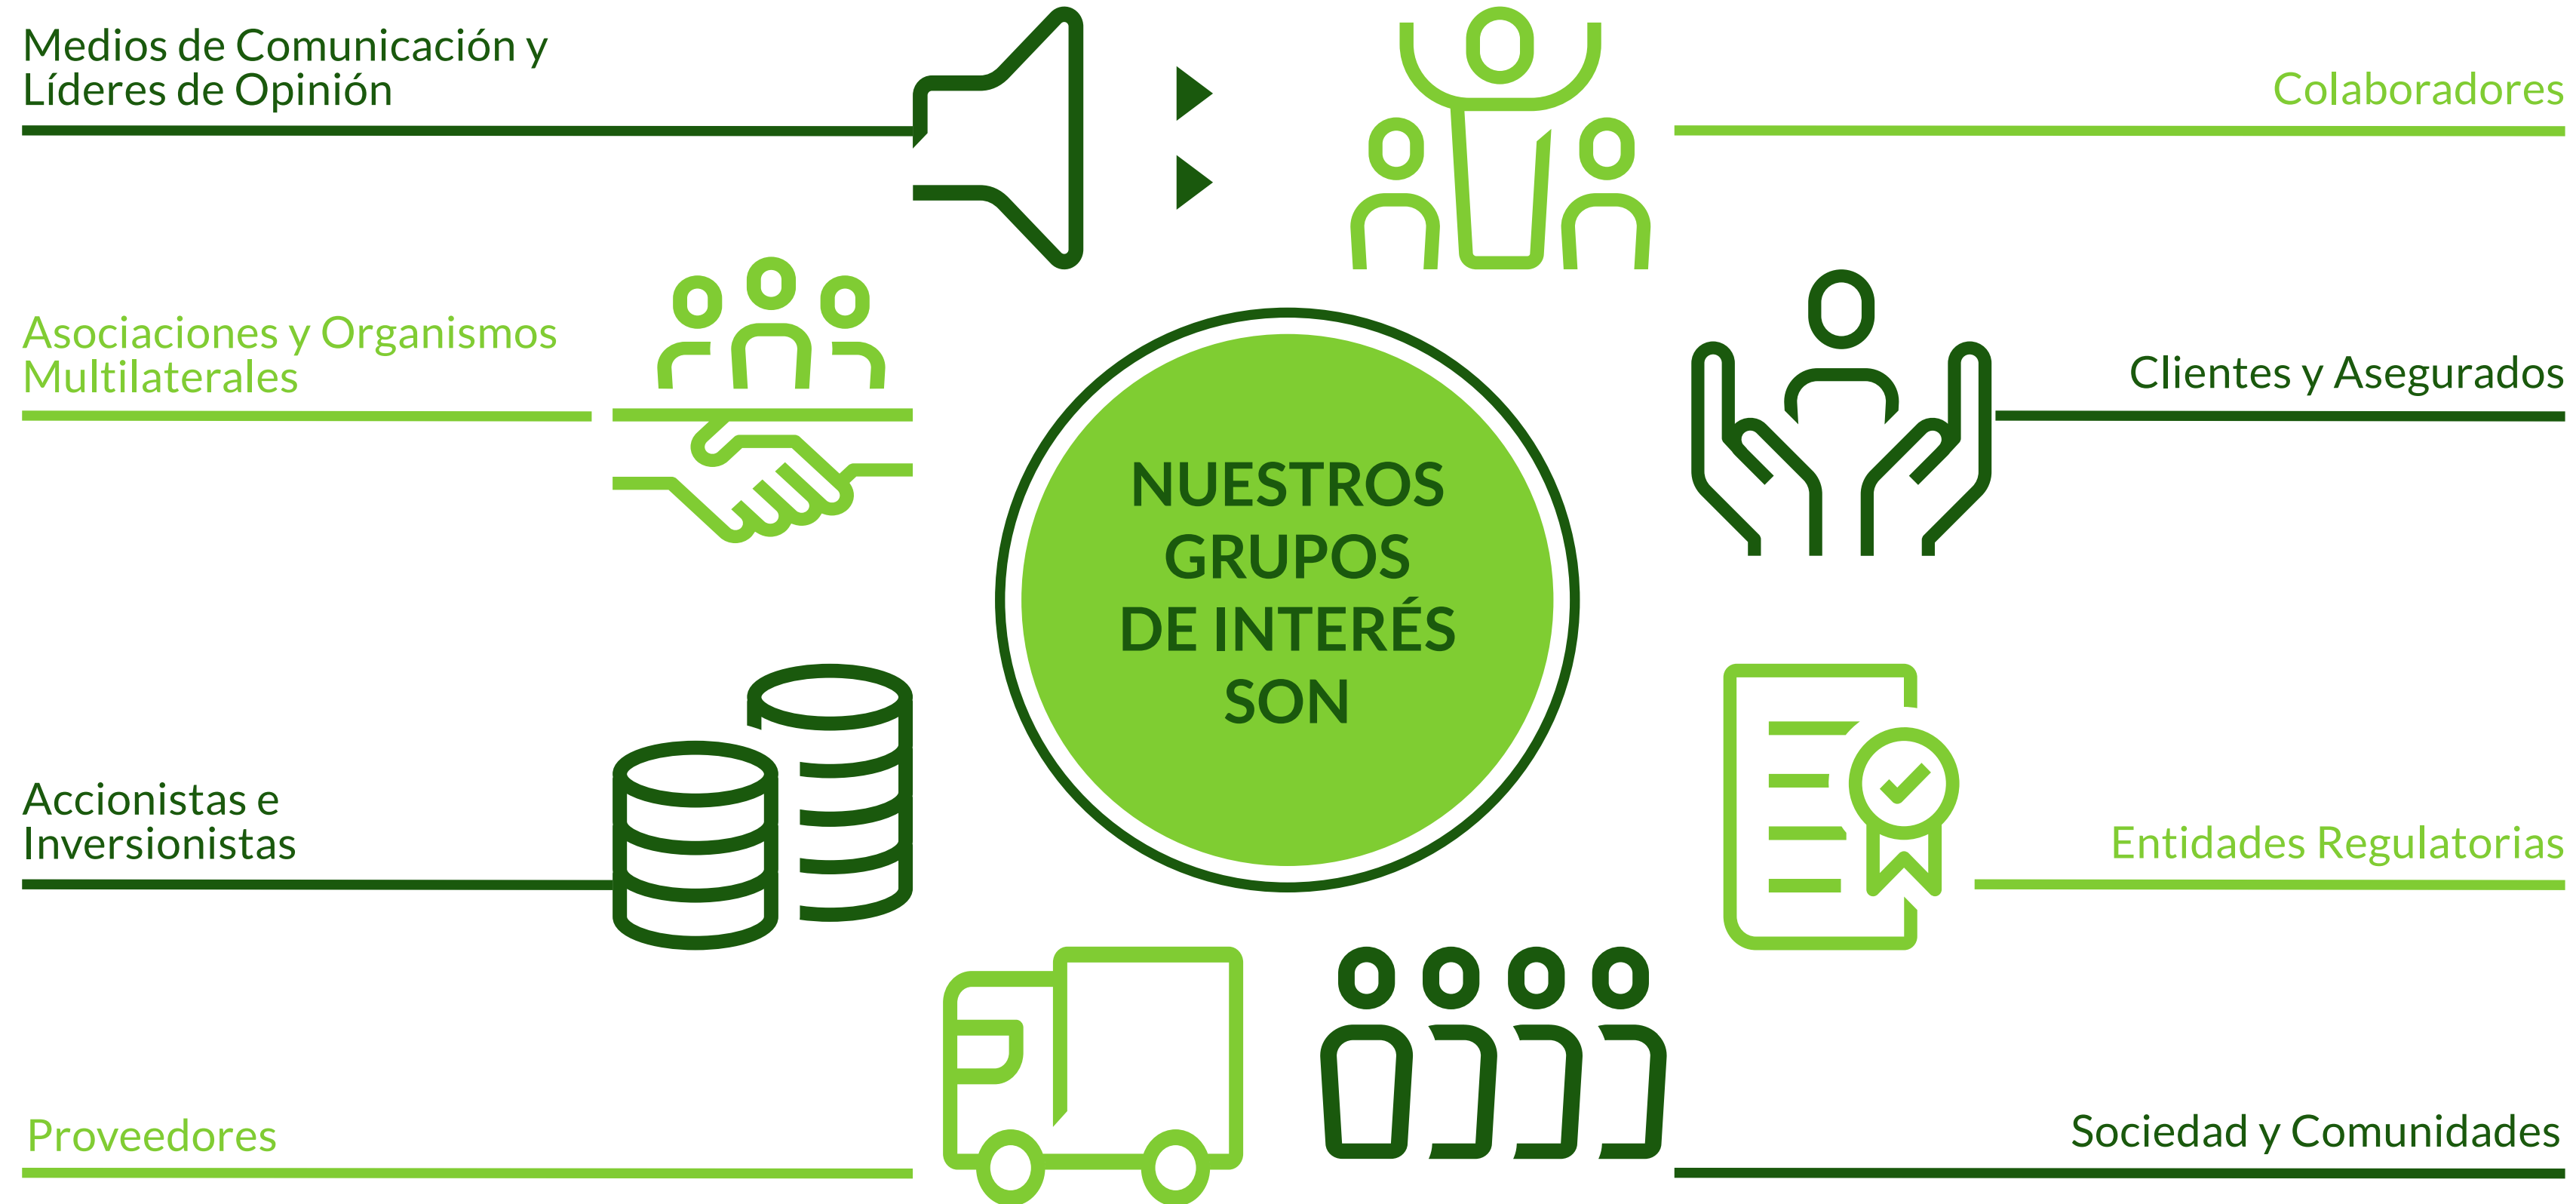 Medios de Comunicación y
Líderes de Opinión
Colaboradores
Asociaciones y Organismos
Multilaterales
Clientes y Asegurados
NUESTROS
GRUPOS
DE INTERÉS
SON
Accionistas e
Inversionistas
Entidades Regulatorias
Proveedores
Sociedad y Comunidades